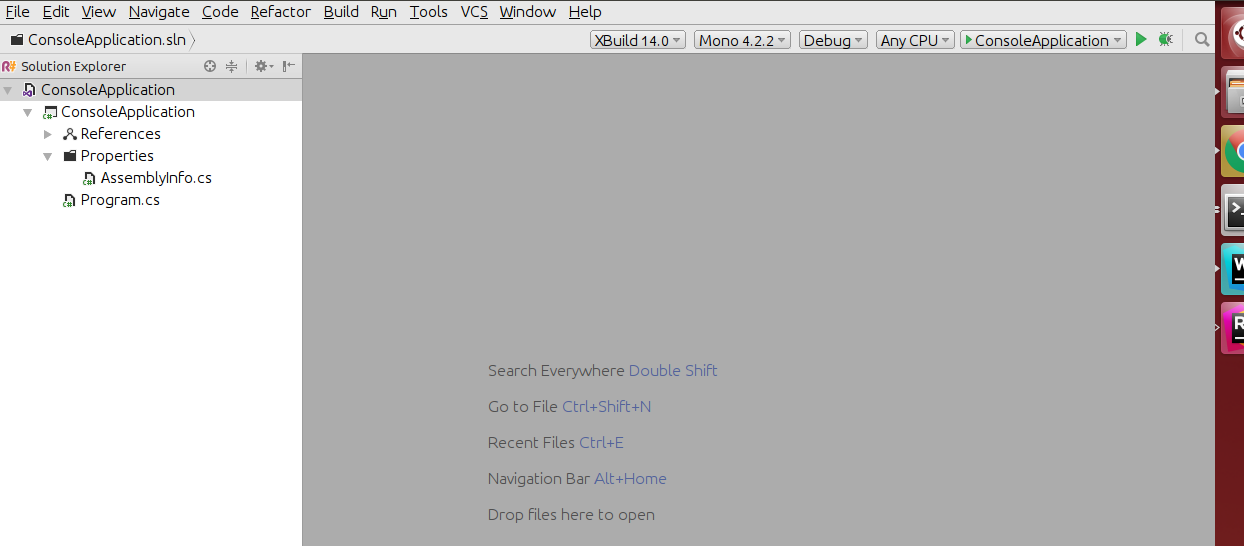 File Edit View Navigate Code Refactor Build Run Tools VCS Window Help
ConsoleApplication.sln XBuild 14.0 Mono 4.2.2 Debug Any CPU ConsoleApplication
R# Solution Explorer
ConsoleApplication
C# ConsoleApplication
References
Properties
C# AssemblyInfo.cs
C# Program.cs
Search Everywhere Double Shift
Go to File Ctrl+Shift+N
Recent Files Ctrl+E
Navigation Bar Alt+Home
Drop files here to open